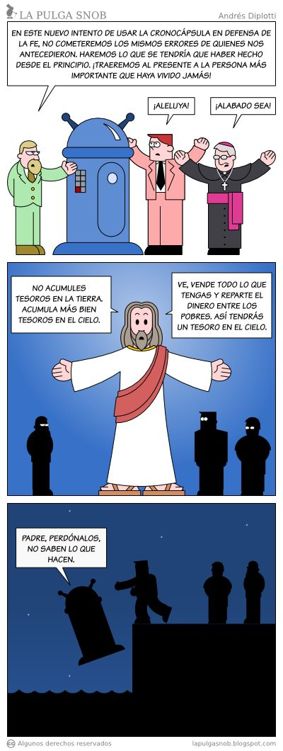 LA PULGA SNOB
Andrés Diplotti
EN ESTE NUEVO INTENTO DE USAR LA CRONOCÁPSULA EN DEFENSA DE
LA FE, NO COMETEREMOS LOS MISMOS ERRORES DE QUIENES NOS
ANTECEDIERON. HAREMOS LO QUE SE TENDRÍA QUE HABER HECHO
DESDE EL PRINCIPIO. ¡TRAEREMOS AL PRESENTE A LA PERSONA MÁS
IMPORTANTE QUE HAYA VIVIDO JAMÁS!
¡ALELUYA!
¡ALABADO SEA!
NO ACUMULES
TESOROS EN LA TIERRA.
ACUMULA MÁS BIEN
TESOROS EN EL CIELO.
VE, VENDE TODO LO QUE
TENGAS Y REPARTE EL
DINERO ENTRE LOS
POBRES. ASÍ TENDRÁS
UN TESORO EN EL CIELO.
PADRE, PERDÓNALOS,
NO SABEN LO QUE
HACEN.
cc Algunos derechos reservados
lapulgasnob.blogspot.com